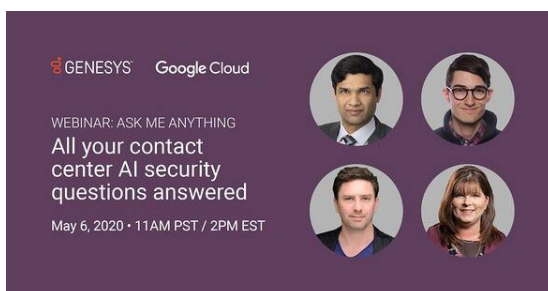 GENESYS
Google Cloud
WEBINAR: ASK ME ANYTHING
All your contact
center AI security
questions answered
May 6, 2020 • 11AM PST / 2PM EST